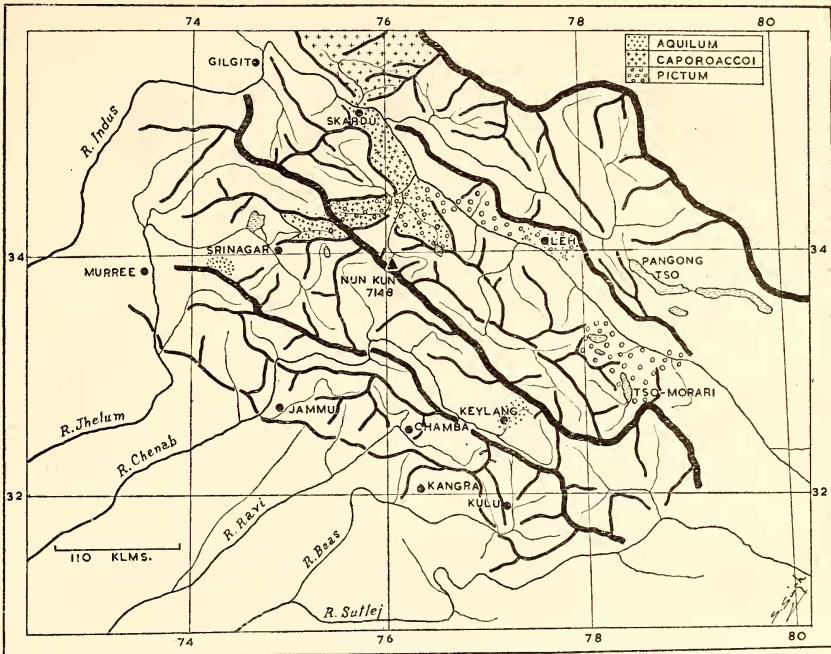 74
76
78
80
AQUILUM
CAPOROACCOI
PICTUM
GILGIT
R. Indus
SKARDU
34
SRINAGAR
LEH
34
MURREE
NUN KUN
7148
PANGONG
TSO
TSO-MORARI
JAMMU
KEYLANG
R. Jhelum
R. Chenab
CHAMBA
32
KANGRA
32
KULU
R. Ravi
110 KLMS.
R. Beas
R. Sutlej
S. Singh
74
76
78
80